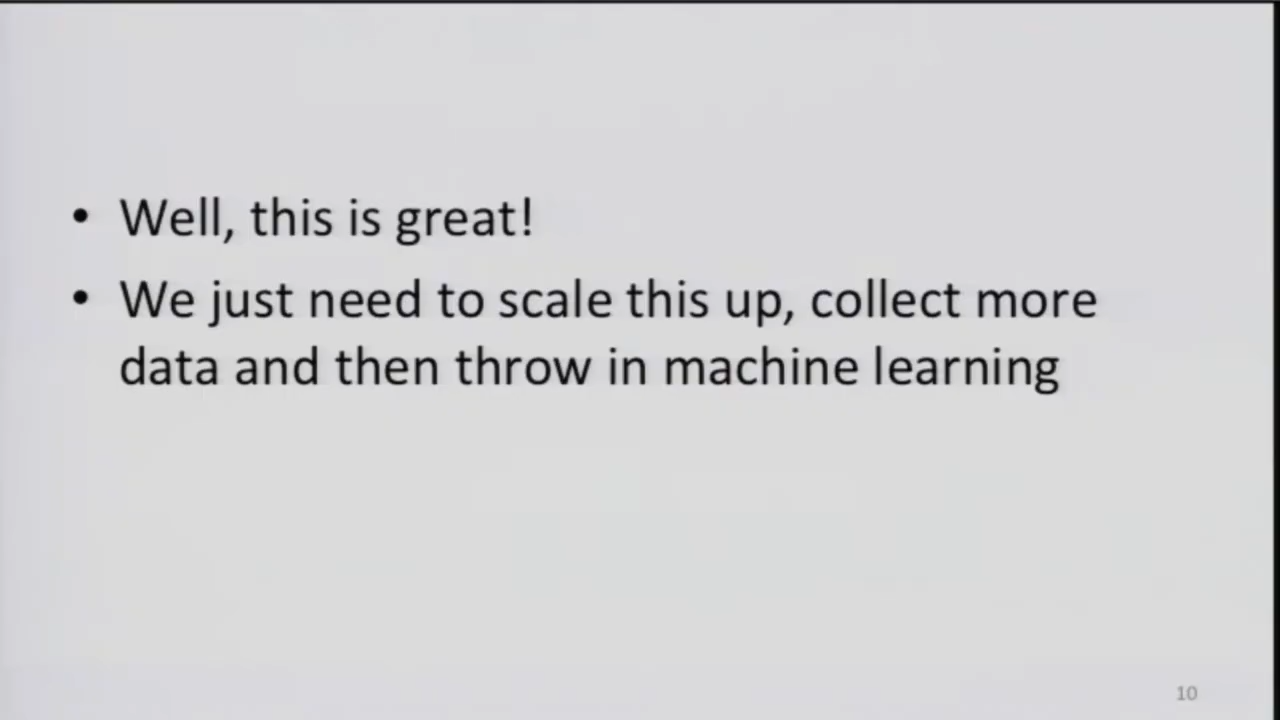 • Well, this is great!
• We just need to scale this up, collect more
data and then throw in machine learning
10